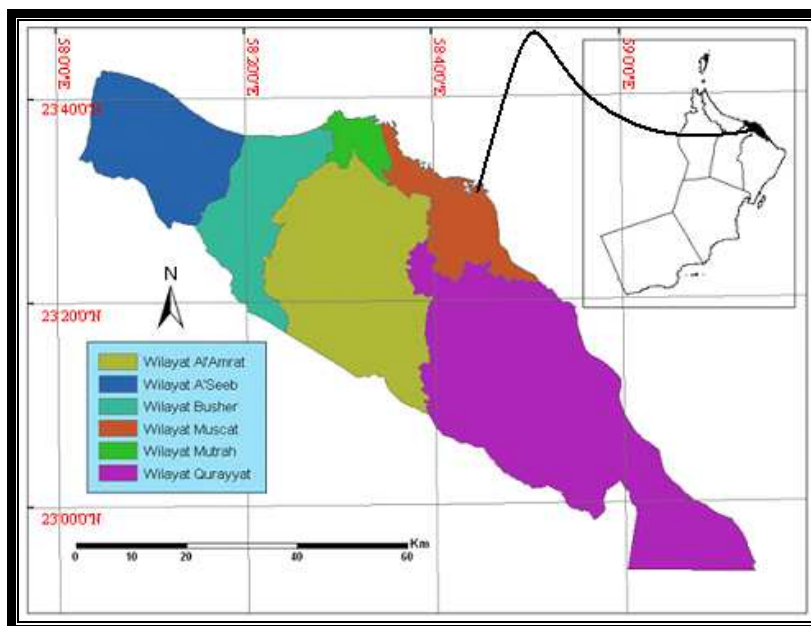 58°0'0"E
58°20'0"E
58°40'0"E
59°0'0"E
23°40'0"N
N
23°20'0"N
Wilayat Al'Amrat
Wilayat A'Seeb
Wilayat Busher
Wilayat Muscat
Wilayat Mutrah
Wilayat Qurayyat
23°0'0"N
Km
0 10 20 40 60